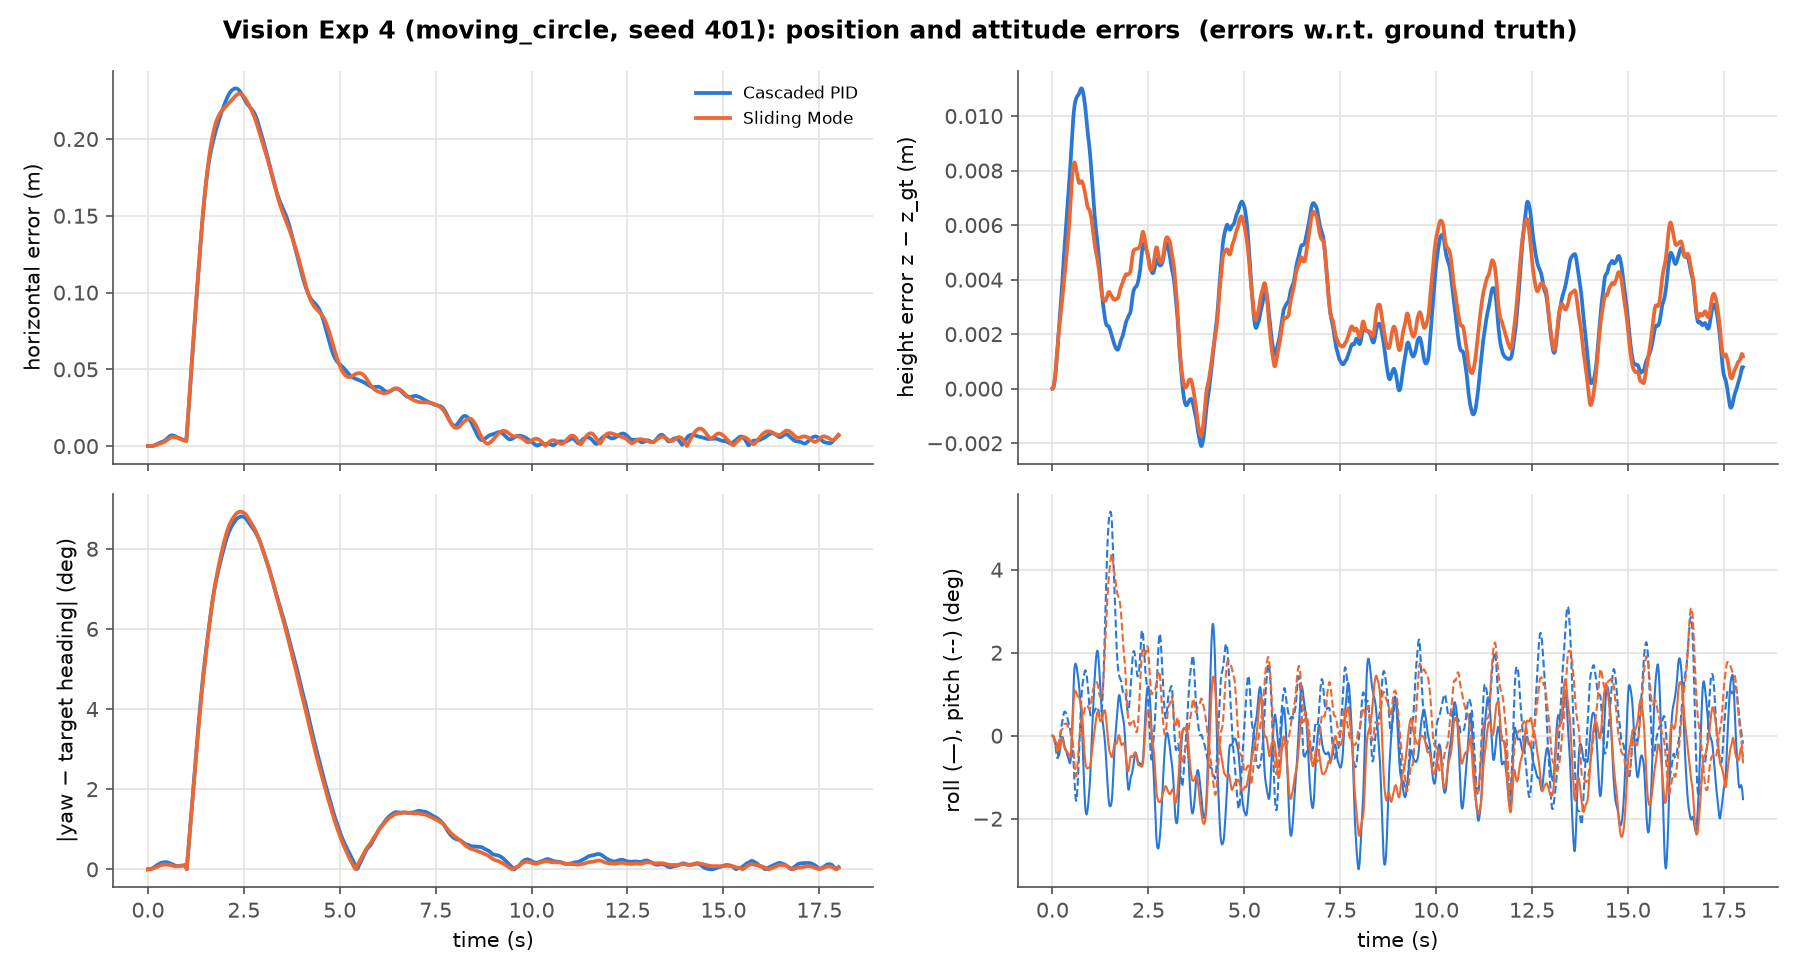 Vision Exp 4 (moving_circle, seed 401): position and attitude errors  (errors w.r.t. ground truth)
horizontal error (m)
0.20
0.15
0.10
0.05
0.00
Cascaded PID
Sliding Mode
height error z − z_gt (m)
0.010
0.008
0.006
0.004
0.002
0.000
−0.002
|yaw − target heading| (deg)
8
6
4
2
0
0.0 2.5 5.0 7.5 10.0 12.5 15.0 17.5
time (s)
roll (—), pitch (--) (deg)
4
2
0
−2
0.0 2.5 5.0 7.5 10.0 12.5 15.0 17.5
time (s)